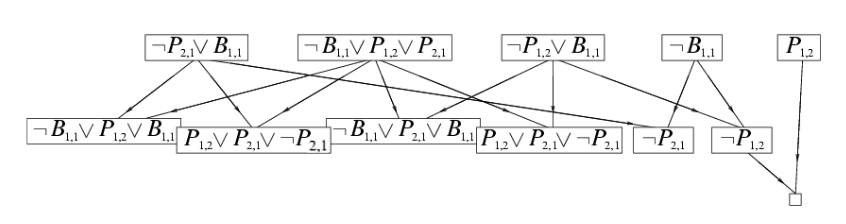 ¬P₂,₁∨ B₁,₁ ¬B₁,₁∨ P₁,₂∨ P₂,₁ ¬P₁,₂∨ B₁,₁ ¬B₁,₁ P₁,₂
¬B₁,₁∨ P₁,₂∨ B₁,₁ P₁,₂∨ P₂,₁∨ ¬P₂,₁ ¬B₁,₁∨ P₂,₁∨ B₁,₁ P₁,₂∨ P₂,₁∨ ¬P₂,₁ ¬P₂,₁ ¬P₁,₂